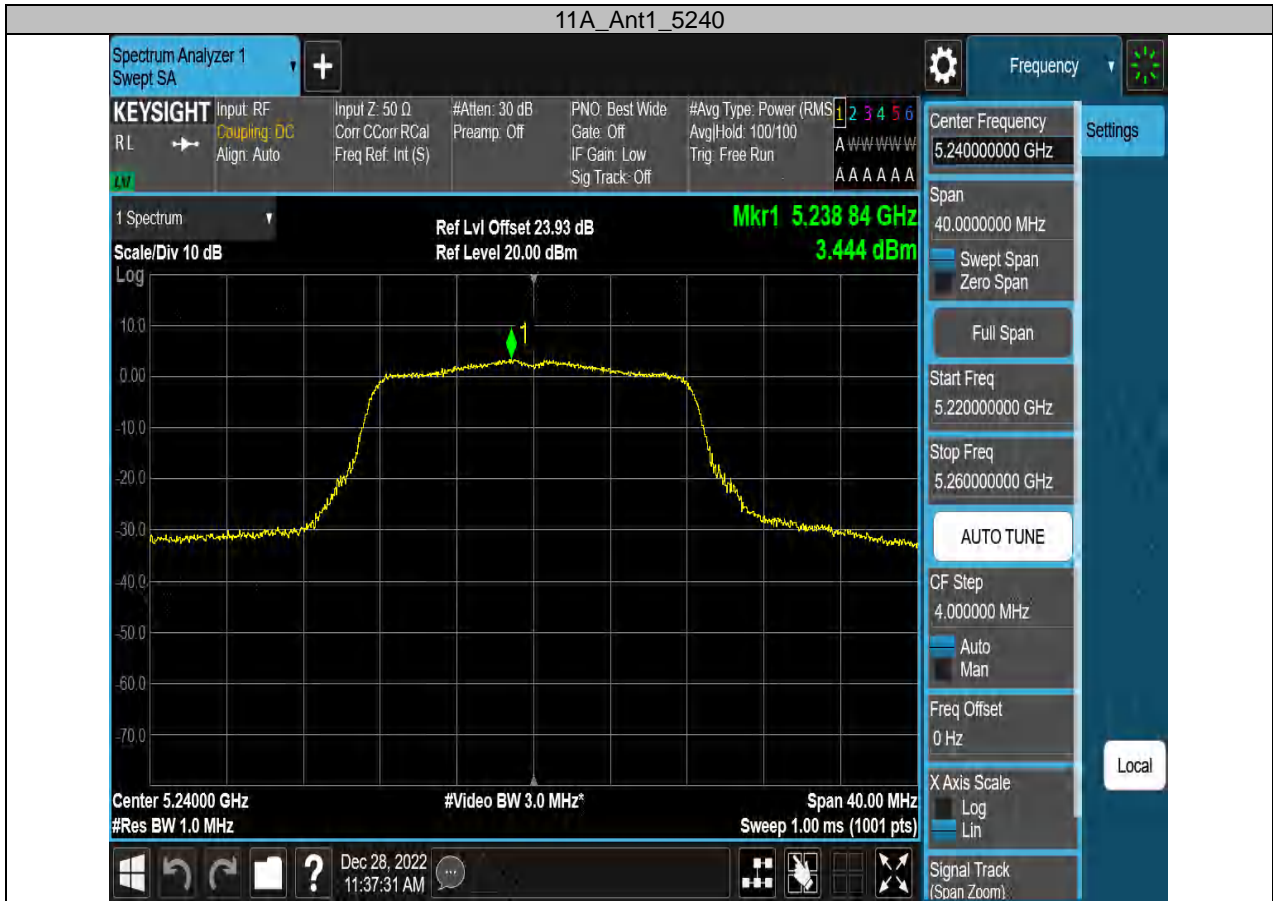 11A_Ant1_5240
Spectrum Analyzer 1
Swept SA
Frequency
KEYSIGHT
RL
LXI
Input: RF
Coupling: DC
Align: Auto
Input Z: 50 Ω
Corr CCorr RCal
Freq Ref: Int (S)
#Atten: 30 dB
Preamp: Off
PNO: Best Wide
Gate: Off
IF Gain: Low
Sig Track: Off
#Avg Type: Power (RMS
Avg|Hold: 100/100
Trig: Free Run
1 2 3 4 5 6
A W W W W W
A A A A A A
1 Spectrum
Scale/Div 10 dB
Log
Ref Lvl Offset 23.93 dB
Ref Level 20.00 dBm
Mkr1 5.238 84 GHz
3.444 dBm
1
10.0
0.00
-10.0
-20.0
-30.0
-40.0
-50.0
-60.0
-70.0
Center 5.24000 GHz
#Res BW 1.0 MHz
#Video BW 3.0 MHz*
Span 40.00 MHz
Sweep 1.00 ms (1001 pts)
Dec 28, 2022
11:37:31 AM
Center Frequency
5.240000000 GHz
Settings
Span
40.0000000 MHz
Swept Span
Zero Span
Full Span
Start Freq
5.220000000 GHz
Stop Freq
5.260000000 GHz
AUTO TUNE
CF Step
4.000000 MHz
Auto
Man
Freq Offset
0 Hz
X Axis Scale
Log
Lin
Signal Track
(Span Zoom)
Local